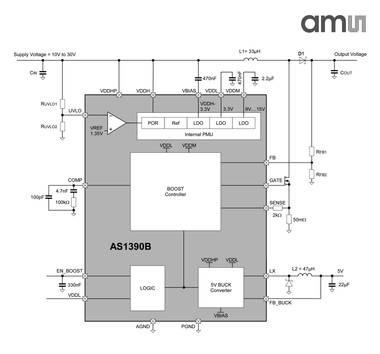 amu
Supply Voltage = 10V to 30V
L1= 33µH
D1
Output Voltage
CIN
COUT
470nF
470nF
2.2µF
VDDHP
VDDH
VBIAS
VDDL
VDDM
RUVLO1
UVLO
RUVLO2
VREF
1.35V
VDDH-
3.3V
3.3V
9V... 15V
POR
Ref
LDO
LDO
LDO
Internal PMU
VDDL
VDDM
FB
RFB1
RFB2
COMP
GATE
4.7nF
100pF
100kΩ
BOOST
Controller
SENSE
2kΩ
50mΩ
AS1390B
EN_BOOST
330nF
VDDL
LOGIC
VDDHP
VDDL
5V BUCK
Converter
VBIAS
LX
L2 = 47µH
5V
FB_BUCK
22µF
AGND
PGND